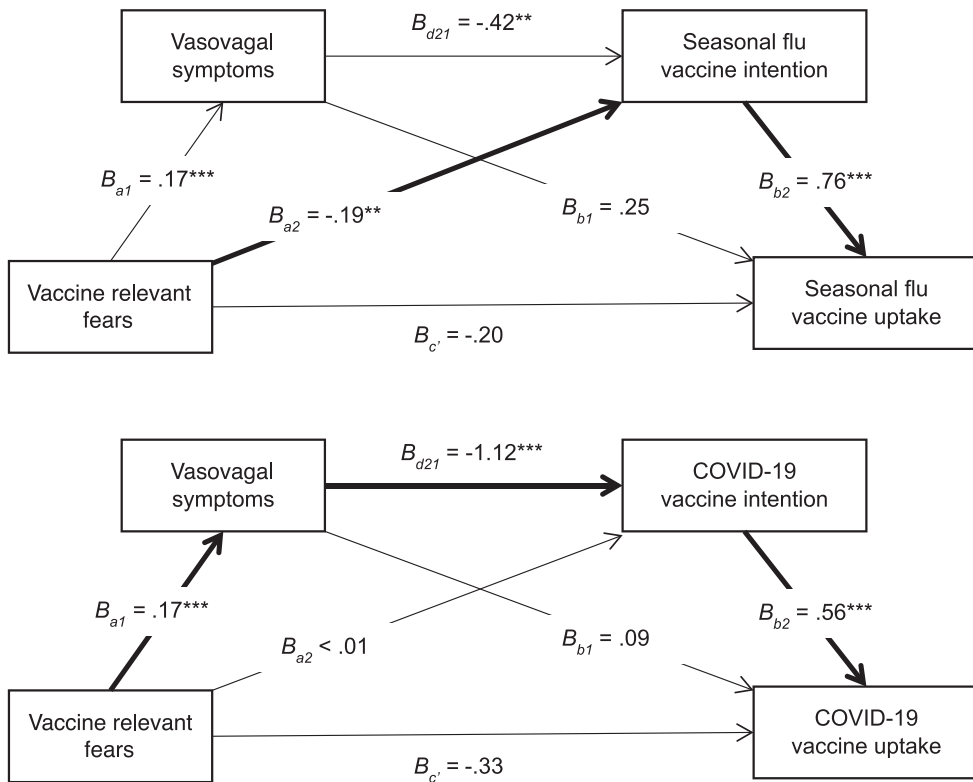 B_d21 = -.42**
Vasovagal
symptoms
Seasonal flu
vaccine intention
B_a1 = .17***
B_a2 = -.19**
B_b1 = .25
B_b2 = .76***
Vaccine relevant
fears
Seasonal flu
vaccine uptake
B_c' = -.20
B_d21 = -1.12***
Vasovagal
symptoms
COVID-19
vaccine intention
B_a1 = .17***
B_a2 < .01
B_b1 = .09
B_b2 = .56***
Vaccine relevant
fears
COVID-19
vaccine uptake
B_c' = -.33